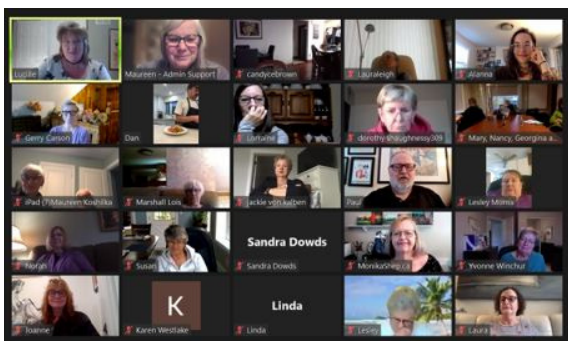 Lucille
Maureen - Admin Support
candycebrown
Lauraleigh
Alanna
Gerry Carson
Dan
Lorraine
dorothy shaughnessy309
Mary, Nancy, Georgina a...
iPad (7)Maureen Koshilka
Marshall Lois
jackie von kalben
Paul
Lesley Morris
Norah
Susan
Sandra Dowds
Sandra Dowds
MonikaShep.ca
Yvonne Winchur
Joanne
K
Karen Westlake
Linda
Linda
Lesley
Laura